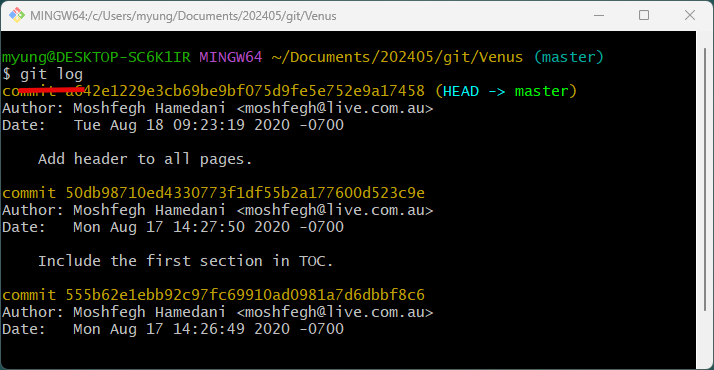 MINGW64:/c/Users/myung/Documents/202405/git/Venus
myung@DESKTOP-SC6K1IR MINGW64 ~/Documents/202405/git/Venus (master)
$ git log
commit a642e1229e3cb69be9bf075d9fe5e752e9a17458 (HEAD -> master)
Author: Moshfegh Hamedani <moshfegh@live.com.au>
Date:   Tue Aug 18 09:23:19 2020 -0700
    Add header to all pages.
commit 50db98710ed4330773f1df55b2a177600d523c9e
Author: Moshfegh Hamedani <moshfegh@live.com.au>
Date:   Mon Aug 17 14:27:50 2020 -0700
    Include the first section in TOC.
commit 555b62e1ebb92c97fc69910ad0981a7d6dbbf8c6
Author: Moshfegh Hamedani <moshfegh@live.com.au>
Date:   Mon Aug 17 14:26:49 2020 -0700